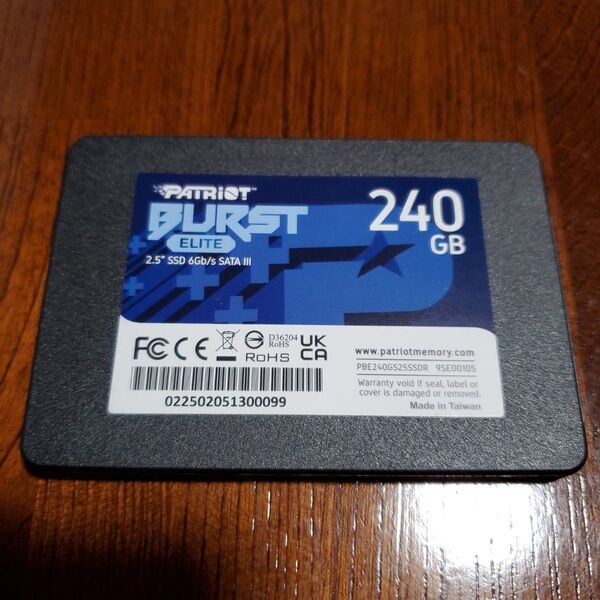 PATRIOT™
BURST
ELITE
2.5" SSD 6Gb/s SATA III
240
GB
FC CE D36204 RoHS RoHS UK CA
www.patriotmemory.com
PBE240GS25SSDR 9SE00105
Warranty void if seal, label or
cover is damaged or removed.
Made in Taiwan
022502051300099